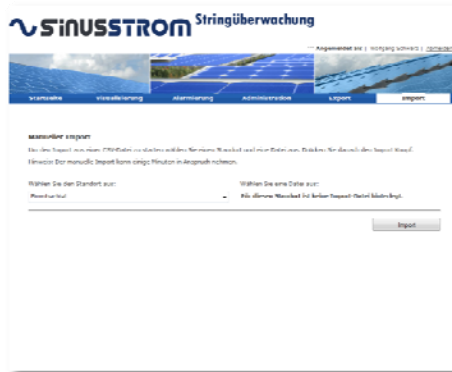 SINUSSTROM Stringüberwachung
Angemeldet als: Wolfgang Schwarz | Abmelden
Startseite Visualisierung Alarmierung Administration Export Import
Manueller Import
Um den Import aus einer CSV-Datei zu starten wählen Sie einen Standort und eine Datei aus. Drücken Sie danach den Import Knopf.
Hinweis: Der manuelle Import kann einige Minuten in Anspruch nehmen.
Wählen Sie den Standort aus: Wählen Sie eine Datei aus:
Für diesen Standort ist keine Import-Datei hinterlegt.
Import